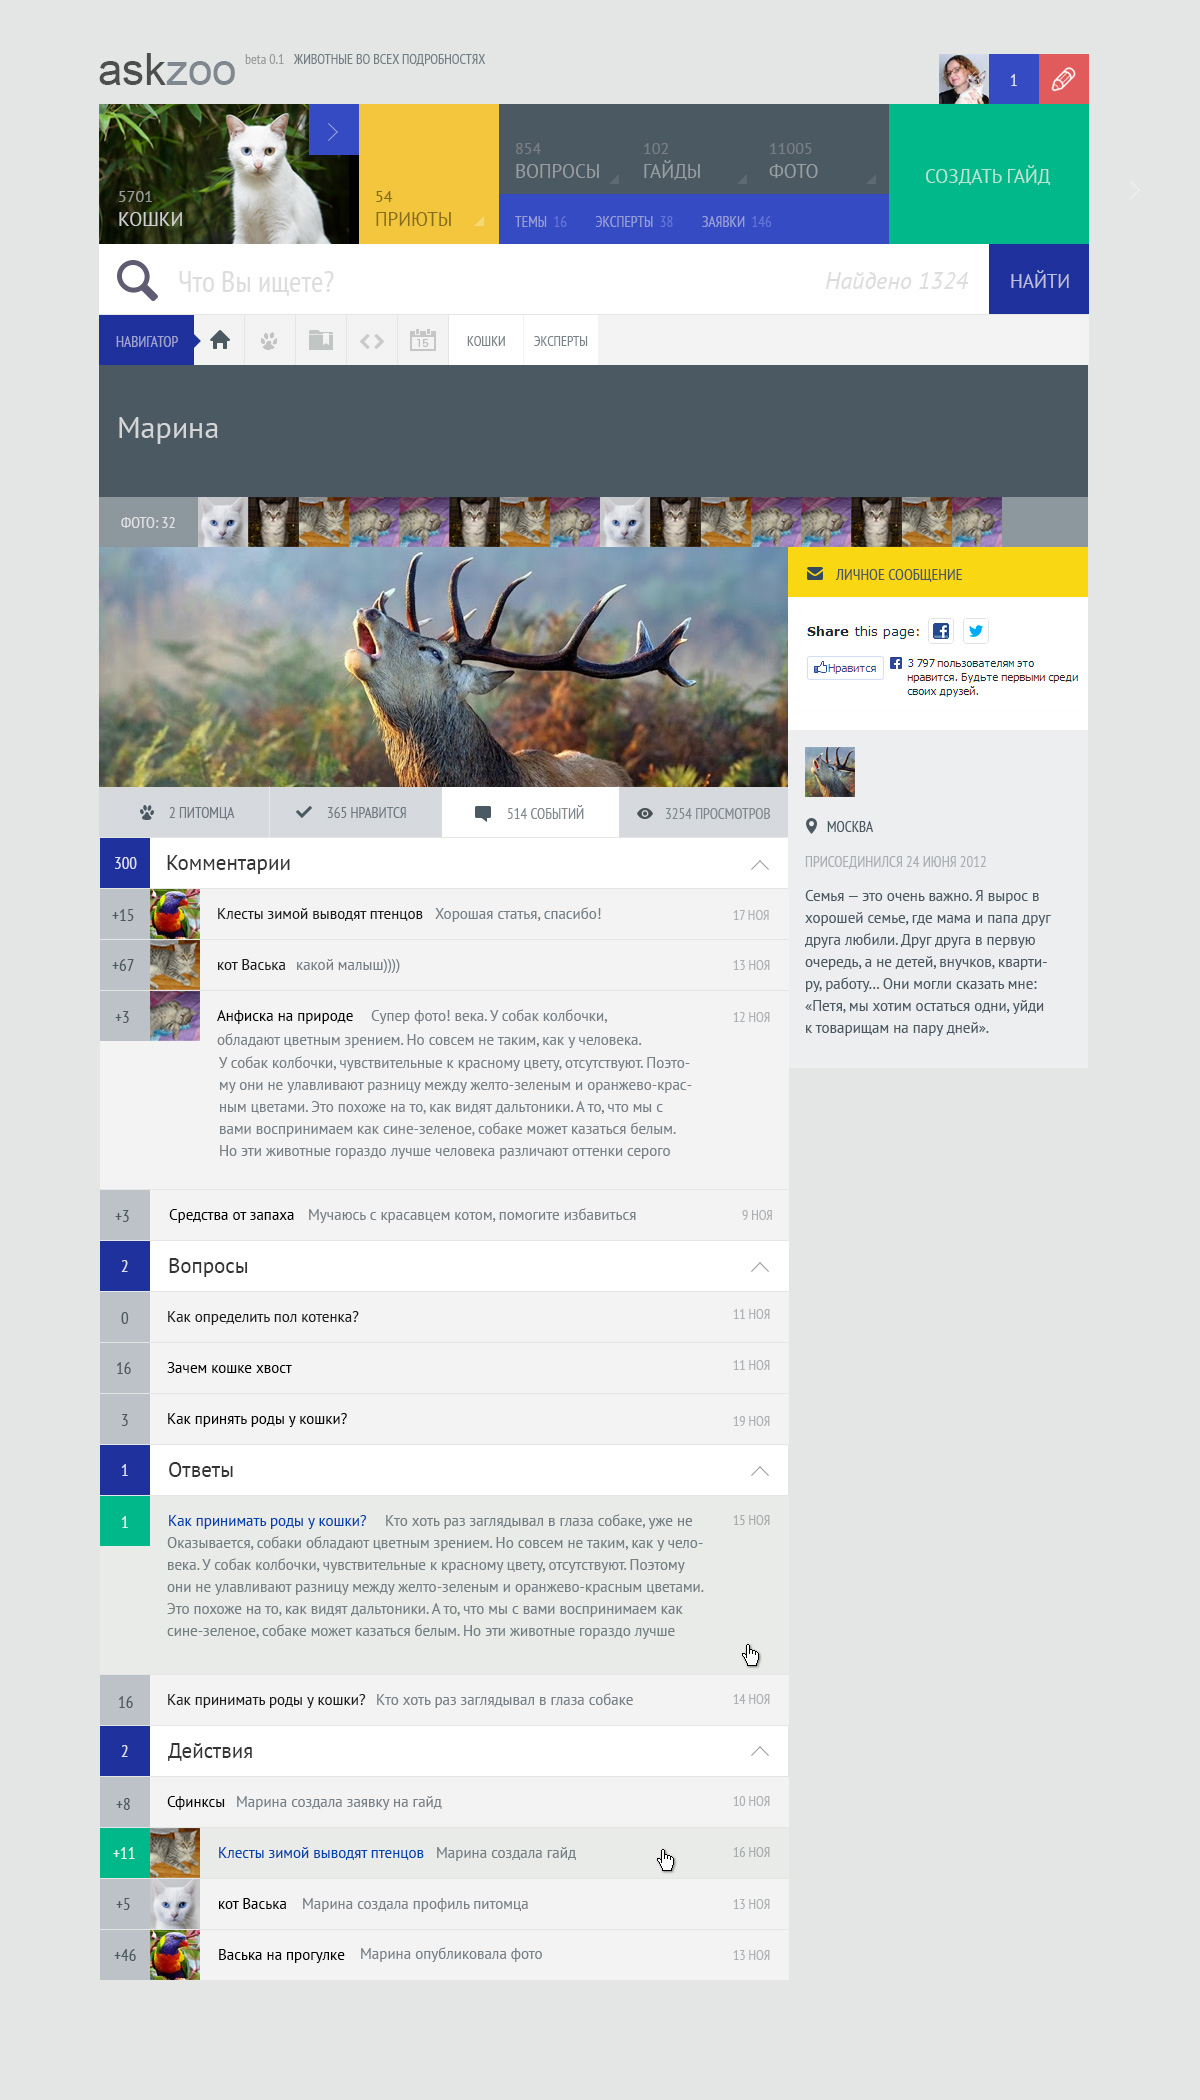 askzoo beta 0.1 ЖИВОТНЫЕ ВО ВСЕХ ПОДРОБНОСТЯХ
1
5701
КОШКИ
54
ПРИЮТЫ
854 102 11005
ВОПРОСЫ ГАЙДЫ ФОТО
ТЕМЫ 16 ЭКСПЕРТЫ 38 ЗАЯВКИ 146
СОЗДАТЬ ГАЙД
Что Вы ищете? Найдено 1324 НАЙТИ
НАВИГАТОР 15 КОШКИ ЭКСПЕРТЫ
Марина
ФОТО: 32
ЛИЧНОЕ СООБЩЕНИЕ
Share this page:
Нравится
3 797 пользователям это
нравится. Будьте первыми среди
своих друзей.
МОСКВА
ПРИСОЕДИНИЛСЯ 24 ИЮНЯ 2012
Семья — это очень важно. Я вырос в
хорошей семье, где мама и папа друг
друга любили. Друг друга в первую
очередь, а не детей, внучков, кварти-
ру, работу... Они могли сказать мне:
«Петя, мы хотим остаться одни, уйди
к товарищам на пару дней».
2 ПИТОМЦА 365 НРАВИТСЯ 514 СОБЫТИЙ 3254 ПРОСМОТРОВ
300 Комментарии
+15 Клесты зимой выводят птенцов Хорошая статья, спасибо! 17 НОЯ
+67 кот Васька какой малыш)))) 13 НОЯ
+3 Анфиска на природе Супер фото! века. У собак колбочки, 12 НОЯ
обладают цветным зрением. Но совсем не таким, как у человека.
У собак колбочки, чувствительные к красному цвету, отсутствуют. Поэто-
му они не улавливают разницу между желто-зеленым и оранжево-крас-
ным цветами. Это похоже на то, как видят дальтоники. А то, что мы с
вами воспринимаем как сине-зеленое, собаке может казаться белым.
Но эти животные гораздо лучше человека различают оттенки серого
+3 Средства от запаха Мучаюсь с красавцем котом, помогите избавиться 9 НОЯ
2 Вопросы
0 Как определить пол котенка? 11 НОЯ
16 Зачем кошке хвост 11 НОЯ
3 Как принять роды у кошки? 19 НОЯ
1 Ответы
1 Как принимать роды у кошки? Кто хоть раз заглядывал в глаза собаке, уже не 15 НОЯ
Оказывается, собаки обладают цветным зрением. Но совсем не таким, как у чело-
века. У собак колбочки, чувствительные к красному цвету, отсутствуют. Поэтому
они не улавливают разницу между желто-зеленым и оранжево-красным цветами.
Это похоже на то, как видят дальтоники. А то, что мы с вами воспринимаем как
сине-зеленое, собаке может казаться белым. Но эти животные гораздо лучше
16 Как принимать роды у кошки? Кто хоть раз заглядывал в глаза собаке 14 НОЯ
2 Действия
+8 Сфинксы Марина создала заявку на гайд 10 НОЯ
+11 Клесты зимой выводят птенцов Марина создала гайд 16 НОЯ
+5 кот Васька Марина создала профиль питомца 13 НОЯ
+46 Васька на прогулке Марина опубликовала фото 13 НОЯ